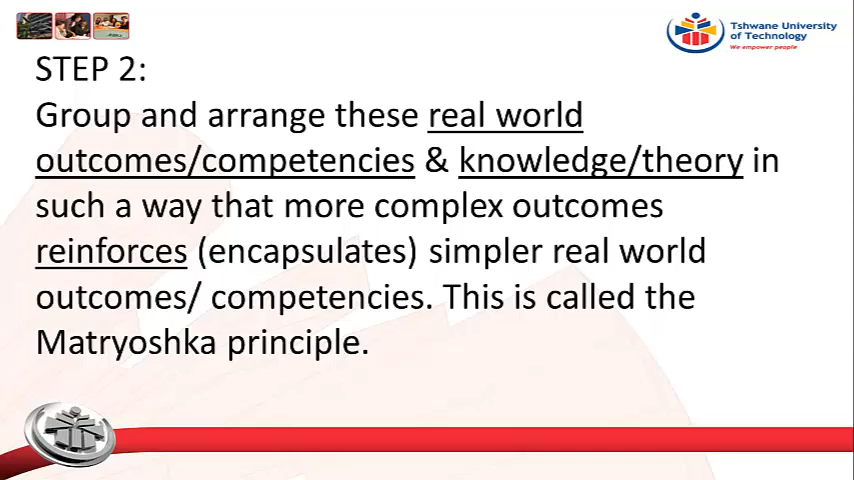 Tshwane University
of Technology
We empower people
STEP 2:
Group and arrange these real world
outcomes/competencies & knowledge/theory in
such a way that more complex outcomes
reinforces (encapsulates) simpler real world
outcomes/ competencies. This is called the
Matryoshka principle.